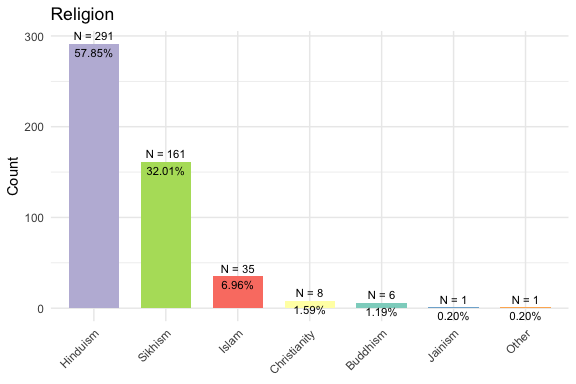 Religion
Count
300
200
100
0
N = 291
57.85%
N = 161
32.01%
N = 35
6.96%
N = 8
1.59%
N = 6
1.19%
N = 1
0.20%
N = 1
0.20%
Hinduism
Sikhism
Islam
Christianity
Buddhism
Jainism
Other